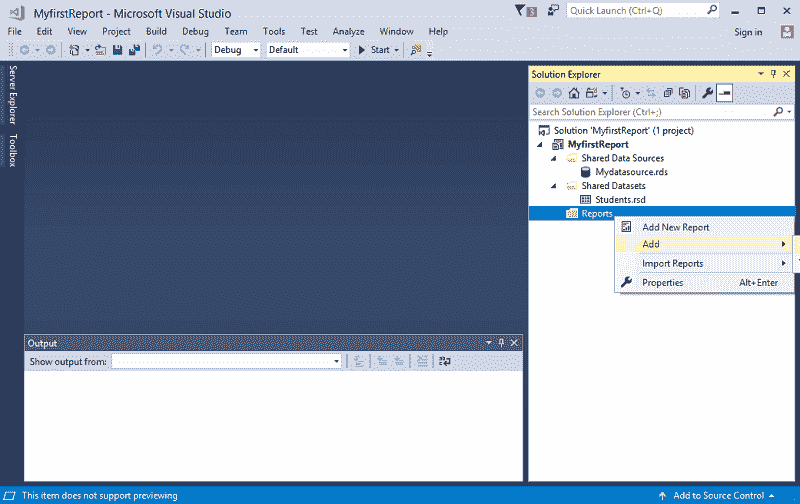 MyfirstReport - Microsoft Visual Studio
3
Quick Launch (Ctrl+Q)
File Edit View Project Build Debug Team Tools Test Analyze Window Help
Sign in
Debug Default Start
Server Explorer
Toolbox
Solution Explorer
Search Solution Explorer (Ctrl+;)
Solution 'MyfirstReport' (1 project)
MyfirstReport
Shared Data Sources
Mydatasource.rds
Shared Datasets
Students.rsd
Reports
Add New Report
Add
Import Reports
Properties Alt+Enter
Output
Show output from:
This item does not support previewing
Add to Source Control